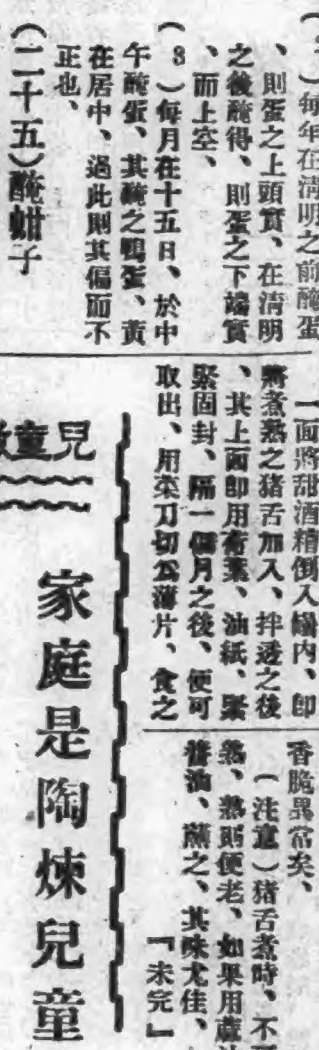 ）每年在清明之前醃蛋
、則蛋之上頭實、在清明
之後醃得、則蛋之下端實
、而上空、
（3）每月在十五日、於中
午醃蛋、其醃之鴨蛋、黃
在居中、過此則其偏而不
正也、
（二十五）醃蚶子
一面將甜酒糟倒入罎內、卽
將煮熟之猪舌加入、拌透之後
、其上面卽用荷葉、油紙、緊
緊固封、隔一個月之後、便可
取出、用菜刀切爲薄片、食之
香脆異常矣、
（注意）猪舌煮時、不
熟、熟則便老、如果用蔴
醬油、蘸之、其味尤佳、
『未完』
兒童
家庭是陶煉兒童